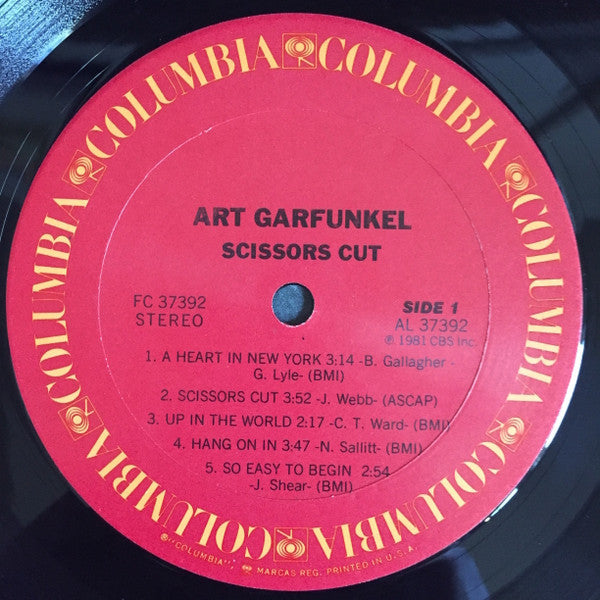 COLUMBIA COLUMBIA COLUMBIA COLUMBIA COLUMBIA COLUMBIA
ART GARFUNKEL
SCISSORS CUT
FC 37392
STEREO
SIDE 1
AL 37392
℗ 1981 CBS Inc.
1. A HEART IN NEW YORK 3:14 -B. Gallagher -
G. Lyle- (BMI)
2. SCISSORS CUT 3:52 -J. Webb- (ASCAP)
3. UP IN THE WORLD 2:17 -C. T. Ward- (BMI)
4. HANG ON IN 3:47 -N. Sallitt- (BMI)
5. SO EASY TO BEGIN 2:54
-J. Shear- (BMI)
® "COLUMBIA", MARCAS REG. PRINTED IN U.S.A.